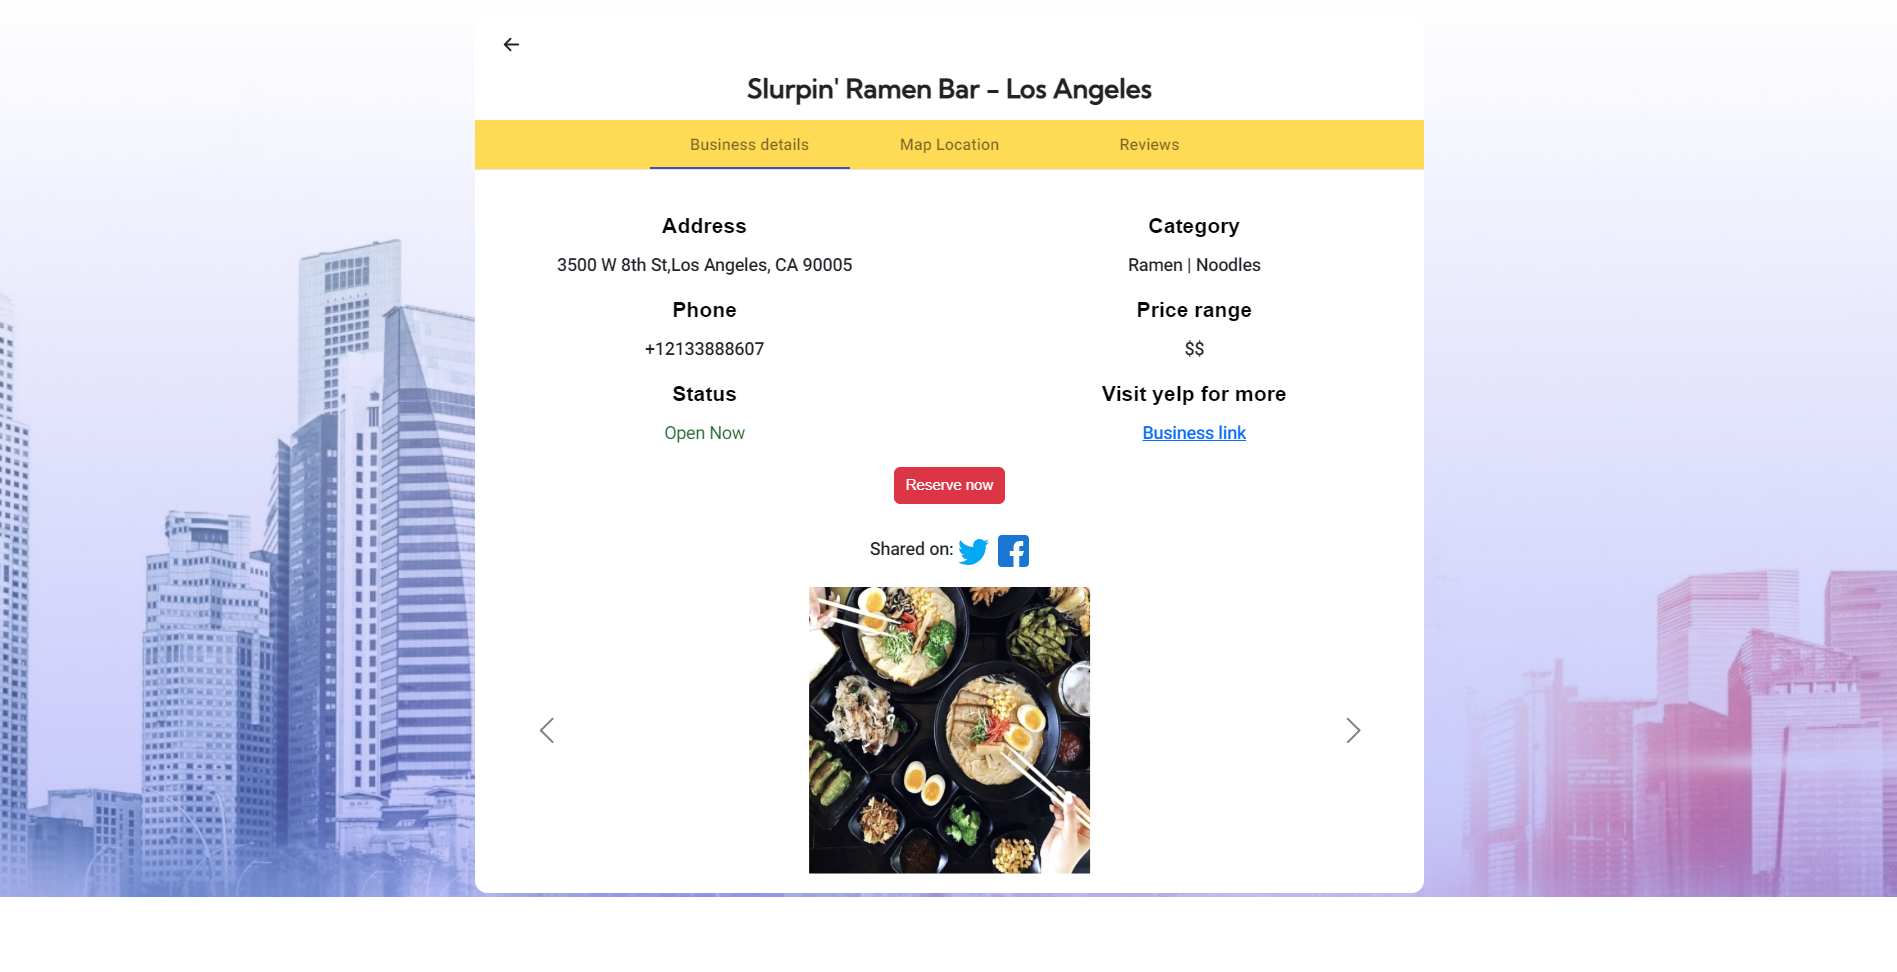 Slurpin' Ramen Bar - Los Angeles
Business details Map Location Reviews
Address
3500 W 8th St,Los Angeles, CA 90005
Category
Ramen | Noodles
Phone
+12133888607
Price range
$$
Status
Open Now
Visit yelp for more
Business link
Reserve now
Shared on: